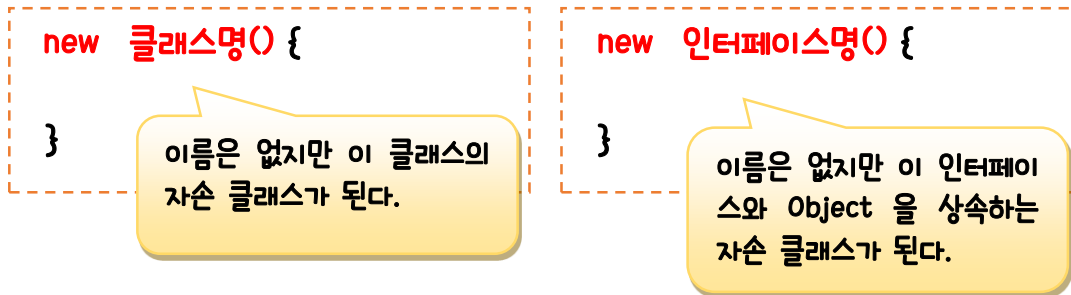 new 클래스명() {
이름은 없지만 이 클래스의
자손 클래스가 된다.
}
new 인터페이스명() {
이름은 없지만 이 인터페이
스와 Object 을 상속하는
자손 클래스가 된다.
}